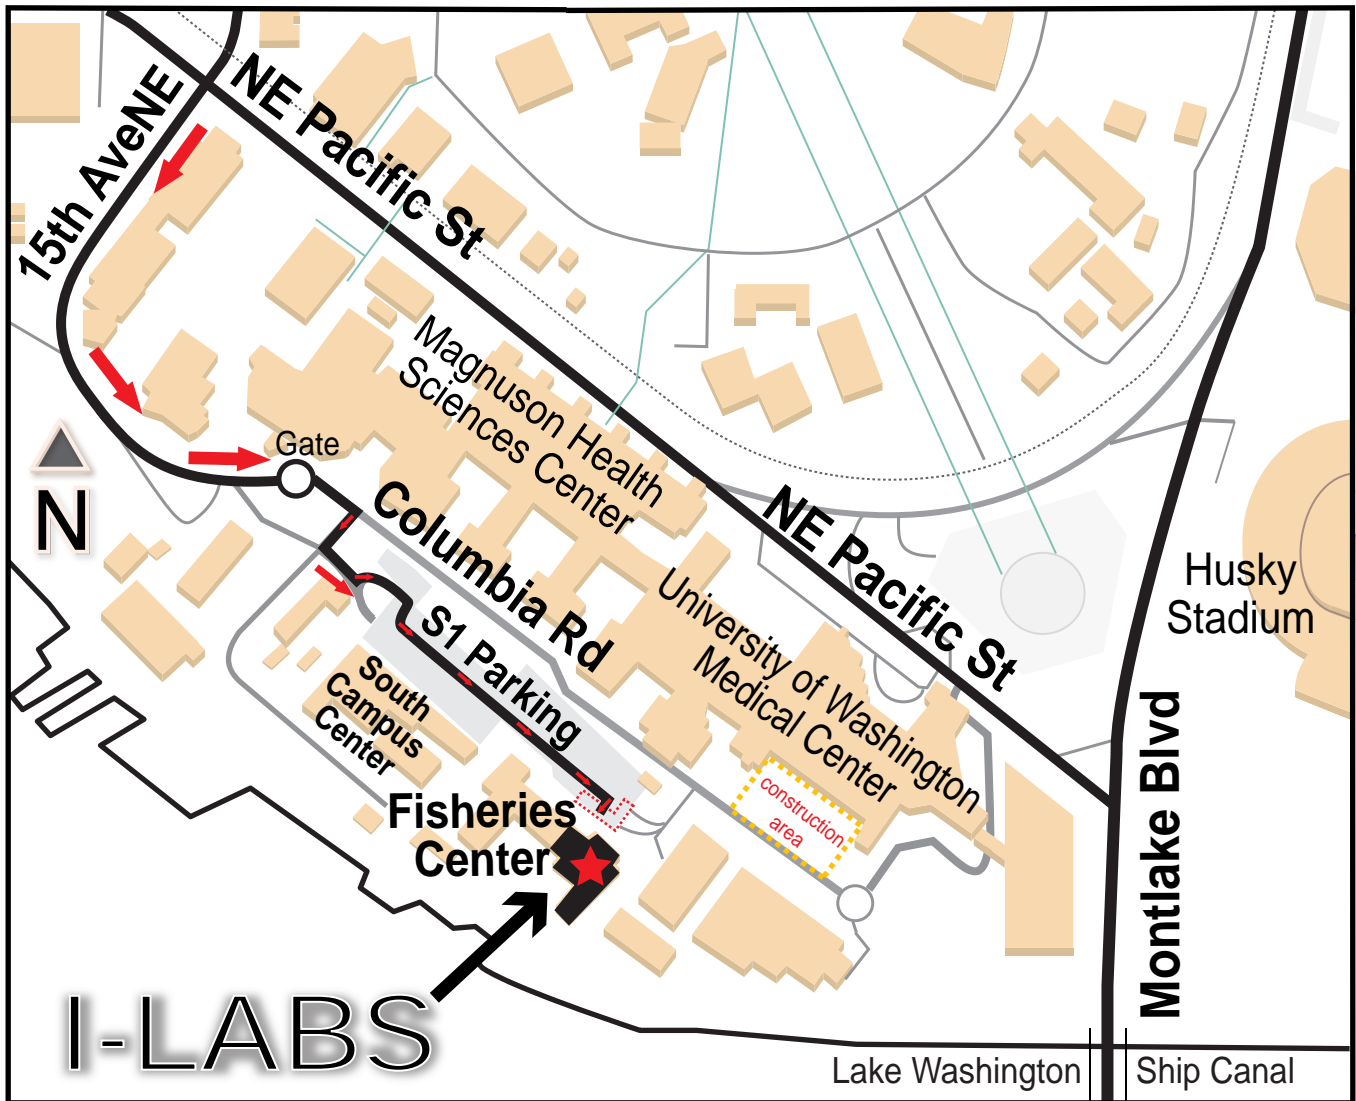 NE Pacific St
15th AveNE
Magnuson Health
Sciences Center
Gate
N
Columbia Rd
NE Pacific St
University of Washington
Medical Center
Husky
Stadium
S1 Parking
South
Campus
Center
construction
area
Fisheries
Center
Montlake Blvd
I-LABS
Lake Washington
Ship Canal